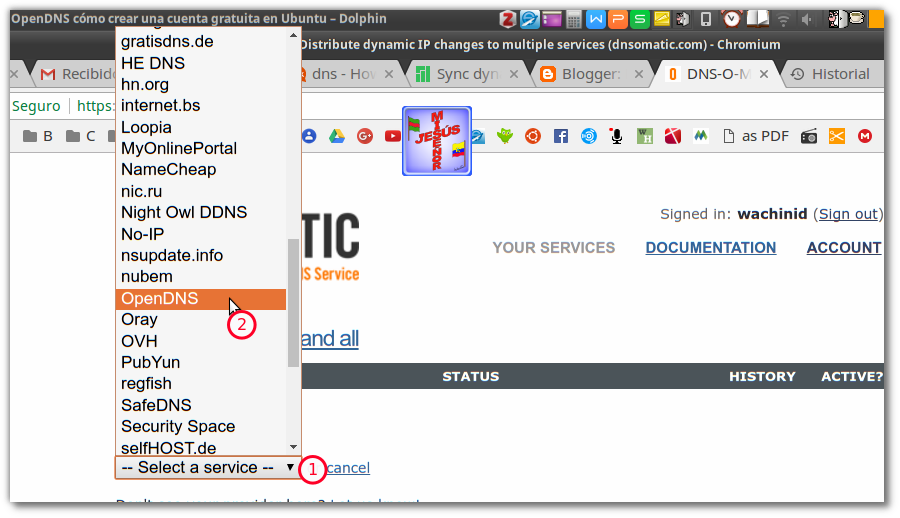 OpenDNS cómo crear una cuenta gratuita en Ubuntu – Dolphin
Distribute dynamic IP changes to multiple services (dnsomatic.com) - Chromium
Recibido
dns - Hov
Sync dyna
Blogger:
DNS-O-M
Historial
Seguro
https:
B
C
as PDF
MISEÑOR
JESÚS
Signed in: wachinid (Sign out)
TIC
NS Service
YOUR SERVICES
DOCUMENTATION
ACCOUNT
and all
STATUS
HISTORY
ACTIVE?
gratisdns.de
HE DNS
hn.org
internet.bs
Loopia
MyOnlinePortal
NameCheap
nic.ru
Night Owl DDNS
No-IP
nsupdate.info
nubem
OpenDNS
2
Oray
OVH
PubYun
regfish
SafeDNS
Security Space
selfHOST.de
-- Select a service --
1
cancel